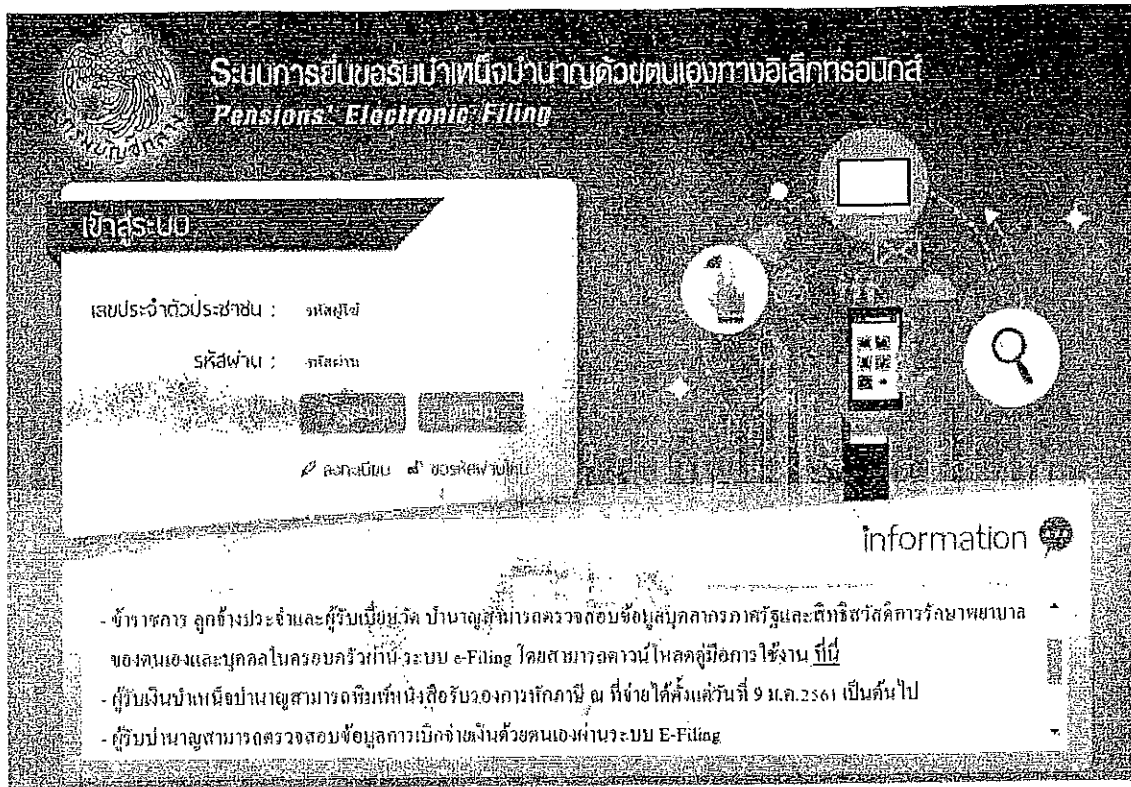 ระบบการยื่นขอรับบำเหน็จบำนาญด้วยตนเองทางอิเล็กทรอนิกส์
Pensions' Electronic Filing
เข้าสู่ระบบ
เลขประจำตัวประชาชน : รหัสผู้ใช้
รหัสผ่าน : รหัสผ่าน
ลงทะเบียน ขอรหัสผ่านใหม่
information
- ข้าราชการ ลูกจ้างประจำและผู้รับเบี้ยหวัด บำนาญสามารถตรวจสอบข้อมูลบุคลากรภาครัฐและสิทธิสวัสดิการรักษาพยาบาล
ของตนเองและบุคคลในครอบครัวผ่าน ระบบ e-Filing โดยสามารถดาวน์โหลดคู่มือการใช้งาน ที่นี่
- ผู้รับเงินบำเหน็จบำนาญสามารถพิมพ์หนังสือรับรองการหักภาษี ณ ที่จ่ายได้ตั้งแต่วันที่ 9 ม.ค.2561 เป็นต้นไป
- ผู้รับบำนาญสามารถตรวจสอบข้อมูลการเบิกจ่ายเงินด้วยตนเองผ่านระบบ E-Filing